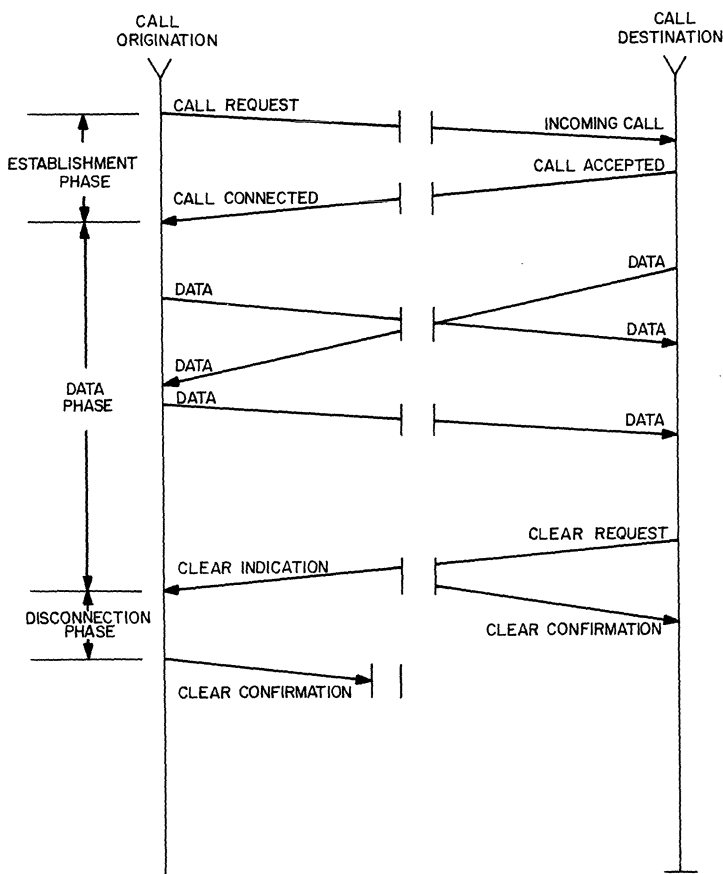 CALL
ORIGINATION
CALL
DESTINATION
CALL REQUEST
INCOMING CALL
ESTABLISHMENT
PHASE
CALL ACCEPTED
CALL CONNECTED
DATA
DATA
DATA
DATA
DATA
PHASE
DATA
DATA
CLEAR REQUEST
CLEAR INDICATION
DISCONNECTION
PHASE
CLEAR CONFIRMATION
CLEAR CONFIRMATION